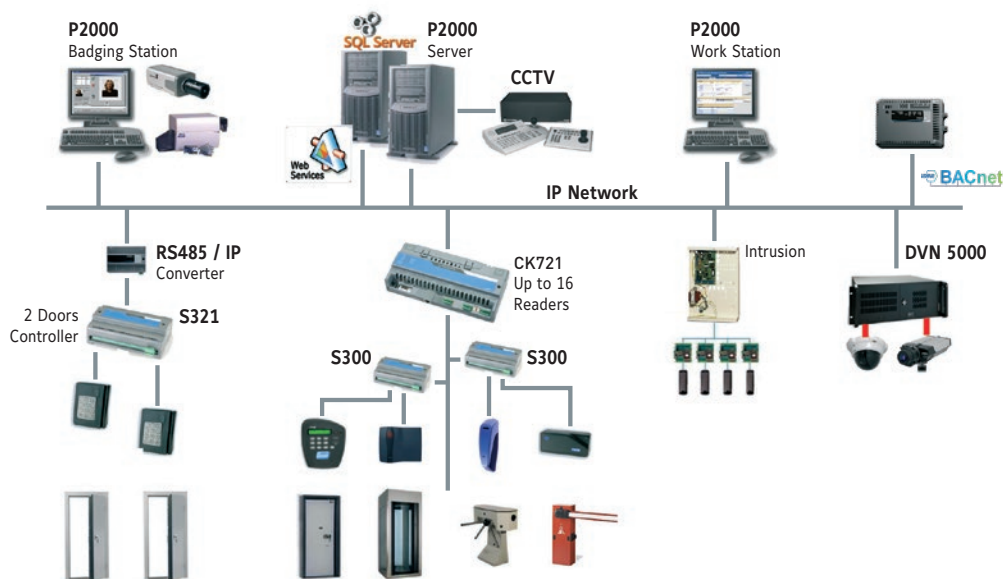 P2000
Badging Station
SQL Server
P2000
Server
CCTV
P2000
Work Station
Web
Services
BACnet
IP Network
RS485 / IP
Converter
CK721
Up to 16
Readers
Intrusion
DVN 5000
2 Doors
Controller
S321
S300
S300